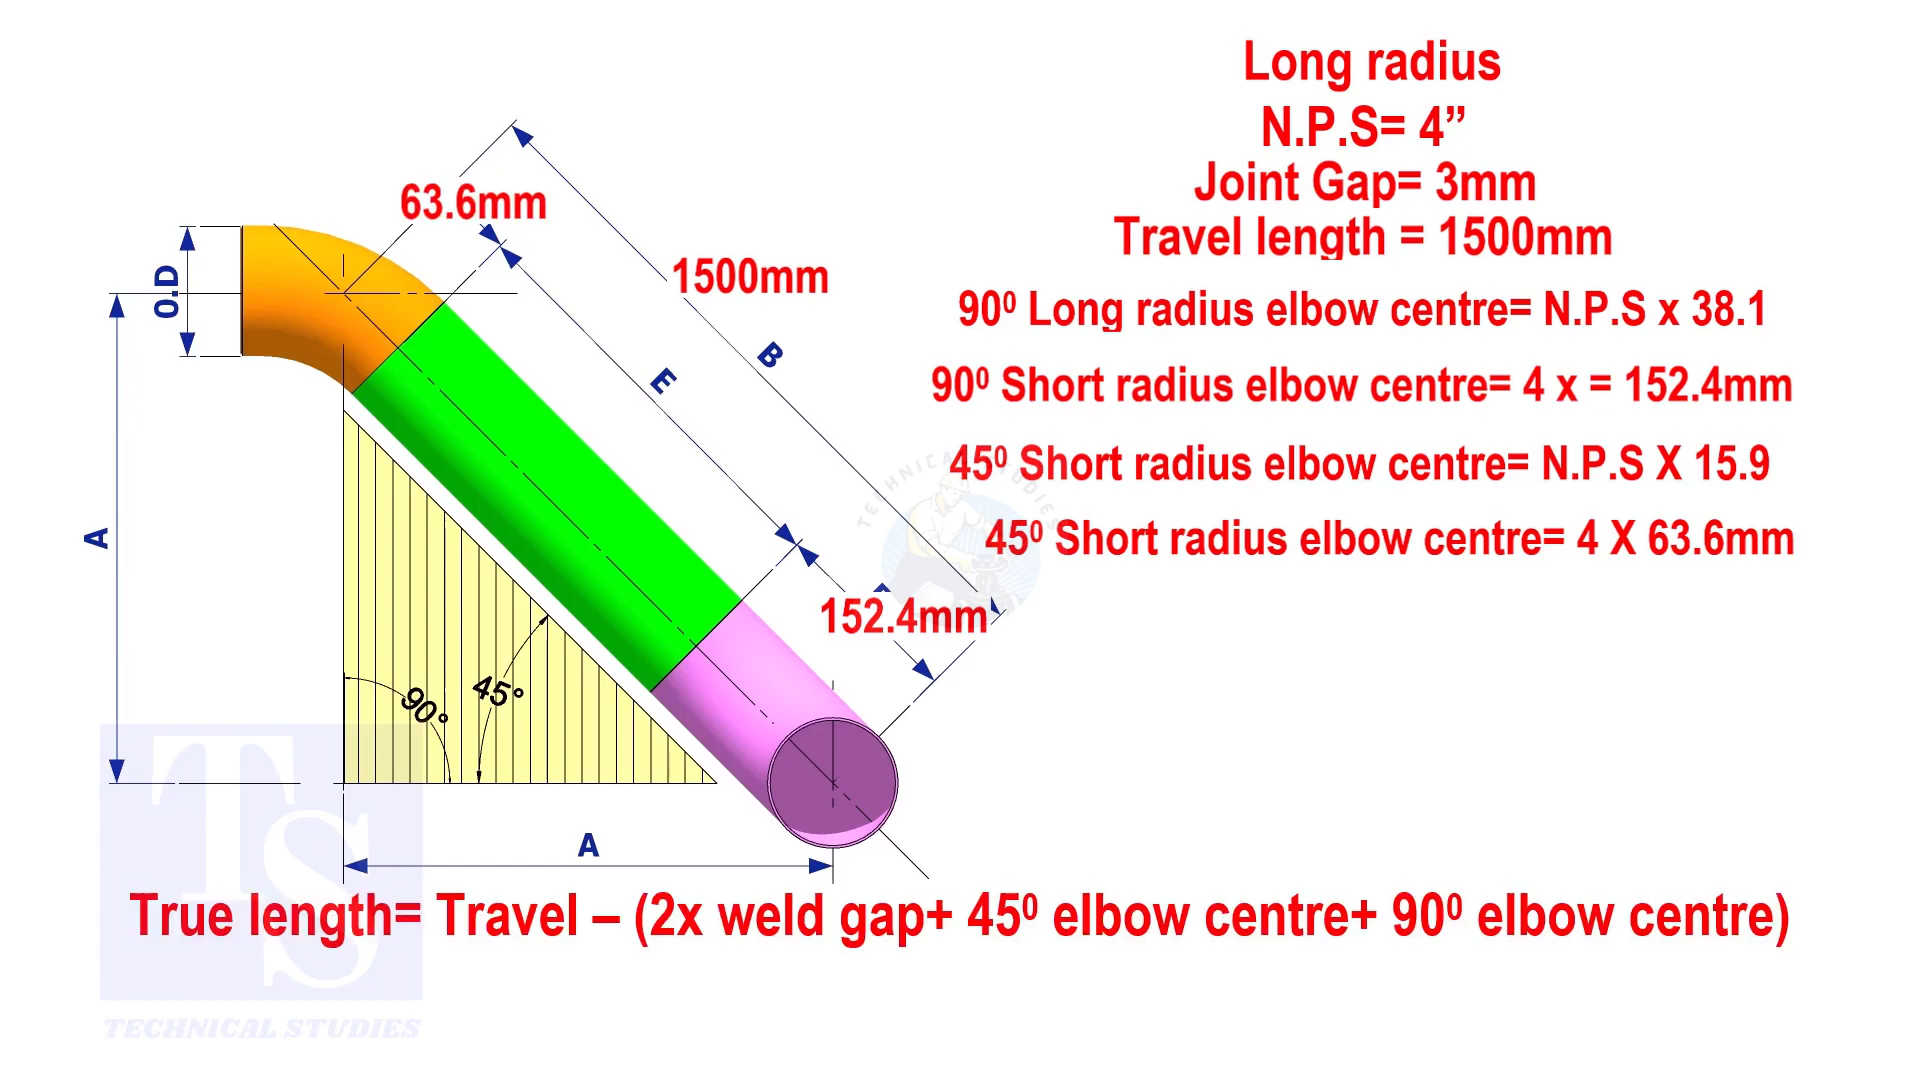 Long radius
N.P.S= 4”
Joint Gap= 3mm
Travel length = 1500mm
90⁰ Long radius elbow centre= N.P.S x 38.1
90⁰ Short radius elbow centre= 4 x = 152.4mm
45⁰ Short radius elbow centre= N.P.S X 15.9
45⁰ Short radius elbow centre= 4 X 63.6mm
63.6mm
1500mm
O.D
B
E
A
152.4mm
TECHNICAL STUDIES
90°
45°
A
True length= Travel – (2x weld gap+ 45⁰ elbow centre+ 90⁰ elbow centre)
TS
TECHNICAL STUDIES